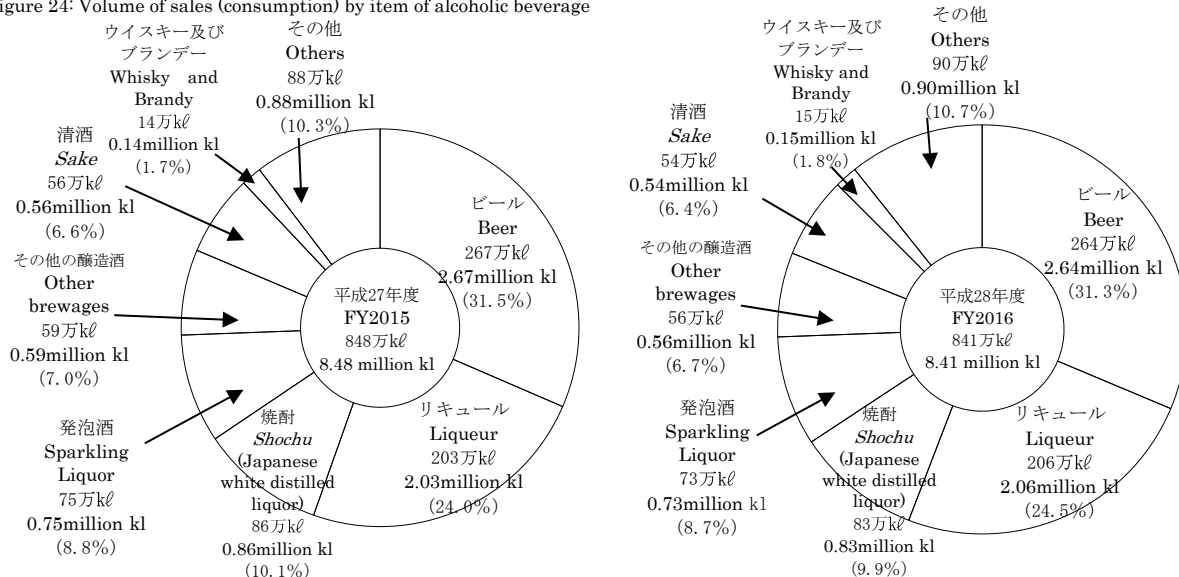 igure 24: Volume of sales (consumption) by item of alcoholic beverage
ウイスキー及び
ブランデー
Whisky and
Brandy
14万kℓ
0.14million kl
(1.7%)
その他
Others
88万kℓ
0.88million kl
(10.3%)
清酒
Sake
56万kℓ
0.56million kl
(6.6%)
その他の醸造酒
Other
brewages
59万kℓ
0.59million kl
(7.0%)
発泡酒
Sparkling
Liquor
75万kℓ
0.75million kl
(8.8%)
焼酎
Shochu
(Japanese
white distilled
liquor)
86万kℓ
0.86million kl
(10.1%)
リキュール
Liqueur
203万kℓ
2.03million kl
(24.0%)
ビール
Beer
267万kℓ
2.67million kl
(31.5%)
平成27年度
FY2015
848万kℓ
8.48 million kl
ウイスキー及び
ブランデー
Whisky and
Brandy
15万kℓ
0.15million kl
(1.8%)
その他
Others
90万kℓ
0.90million kl
(10.7%)
清酒
Sake
54万kℓ
0.54million kl
(6.4%)
その他の醸造酒
Other
brewages
56万kℓ
0.56million kl
(6.7%)
発泡酒
Sparkling
Liquor
73万kℓ
0.73million kl
(8.7%)
焼酎
Shochu
(Japanese
white distilled
liquor)
83万kℓ
0.83million kl
(9.9%)
リキュール
Liqueur
206万kℓ
2.06million kl
(24.5%)
ビール
Beer
264万kℓ
2.64million kl
(31.3%)
平成28年度
FY2016
841万kℓ
8.41 million kl